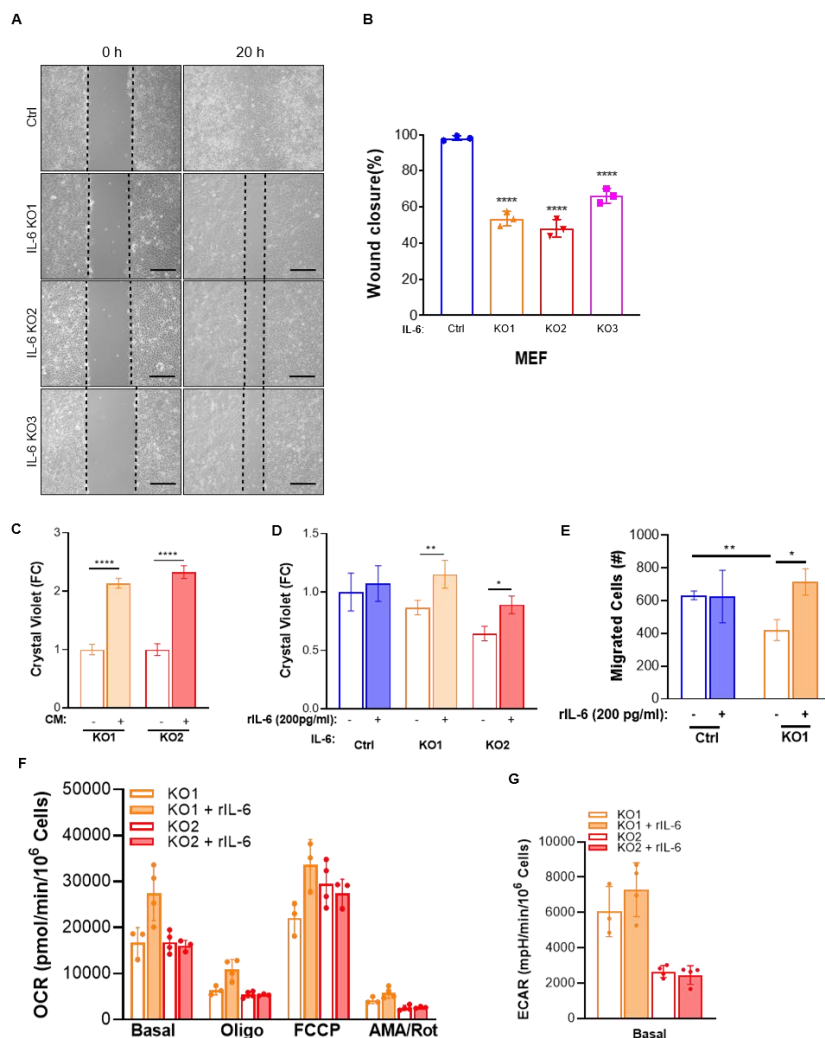 A
0 h
20 h
Ctrl
IL-6 KO1
IL-6 KO2
IL-6 KO3
B
Wound closure(%)
100
80
60
40
20
0
****
****
****
IL-6:
Ctrl
KO1
KO2
KO3
MEF
C
Crystal Violet (FC)
3
2
1
0
****
****
CM:
-
+
-
+
KO1
KO2
D
Crystal Violet (FC)
1.5
1.0
0.5
0.0
**
*
rIL-6 (200pg/ml):
-
+
-
+
-
+
IL-6:
Ctrl
KO1
KO2
E
Migrated Cells (#)
1000
800
600
400
200
0
**
*
rIL-6 (200 pg/ml):
-
+
-
+
Ctrl
KO1
F
OCR (pmol/min/10⁶ Cells)
50000
40000
30000
20000
10000
0
KO1
KO1 + rIL-6
KO2
KO2 + rIL-6
Basal
Oligo
FCCP
AMA/Rot
G
ECAR (mpH/min/10⁶ Cells)
10000
8000
6000
4000
2000
0
KO1
KO1 + rIL-6
KO2
KO2 + rIL-6
Basal